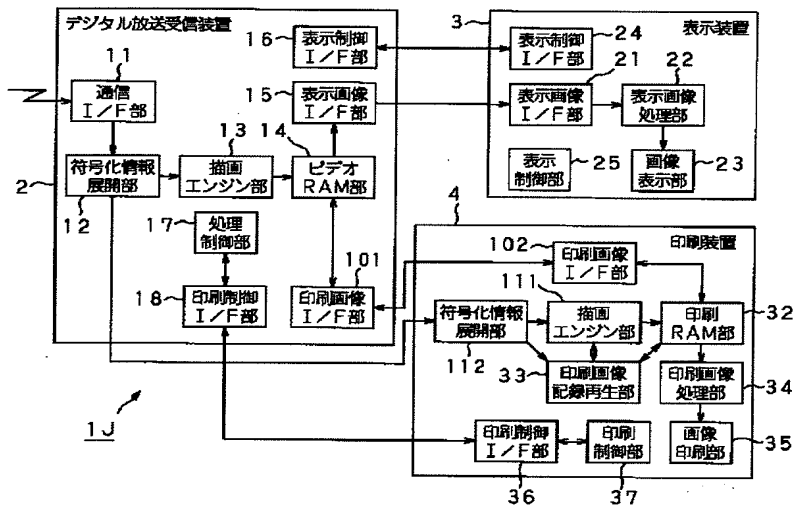 デジタル放送受信装置
11
通信
I/F部
12
符号化情報
展開部
13
描画
エンジン部
14
ビデオ
RAM部
15
表示画像
I/F部
16
表示制御
I/F部
17
処理
制御部
18
印刷制御
I/F部
101
印刷画像
I/F部
2
1J
3
表示装置
24
表示制御
I/F部
21
表示画像
I/F部
22
表示画像
処理部
25
表示
制御部
23
画像
表示部
4
印刷装置
102
印刷画像
I/F部
111
描画
エンジン部
112
符号化情報
展開部
32
印刷
RAM部
33
印刷画像
記録再生部
34
印刷画像
処理部
35
画像
印刷部
36
印刷制御
I/F部
37
印刷
制御部